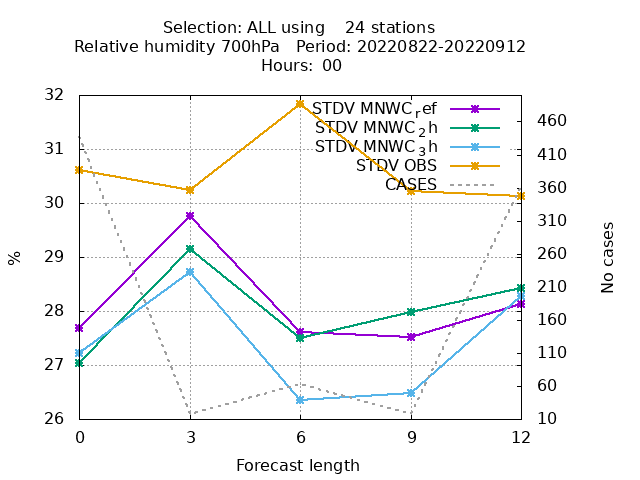 Selection: ALL using    24 stations
Relative humidity 700hPa   Period: 20220822-20220912
Hours: 00
STDV MNWC_ref
STDV MNWC_2h
STDV MNWC_3h
STDV OBS
CASES
32
31
30
29
28
27
26
%
460
410
360
310
260
210
160
110
60
10
No cases
0 3 6 9 12
Forecast length